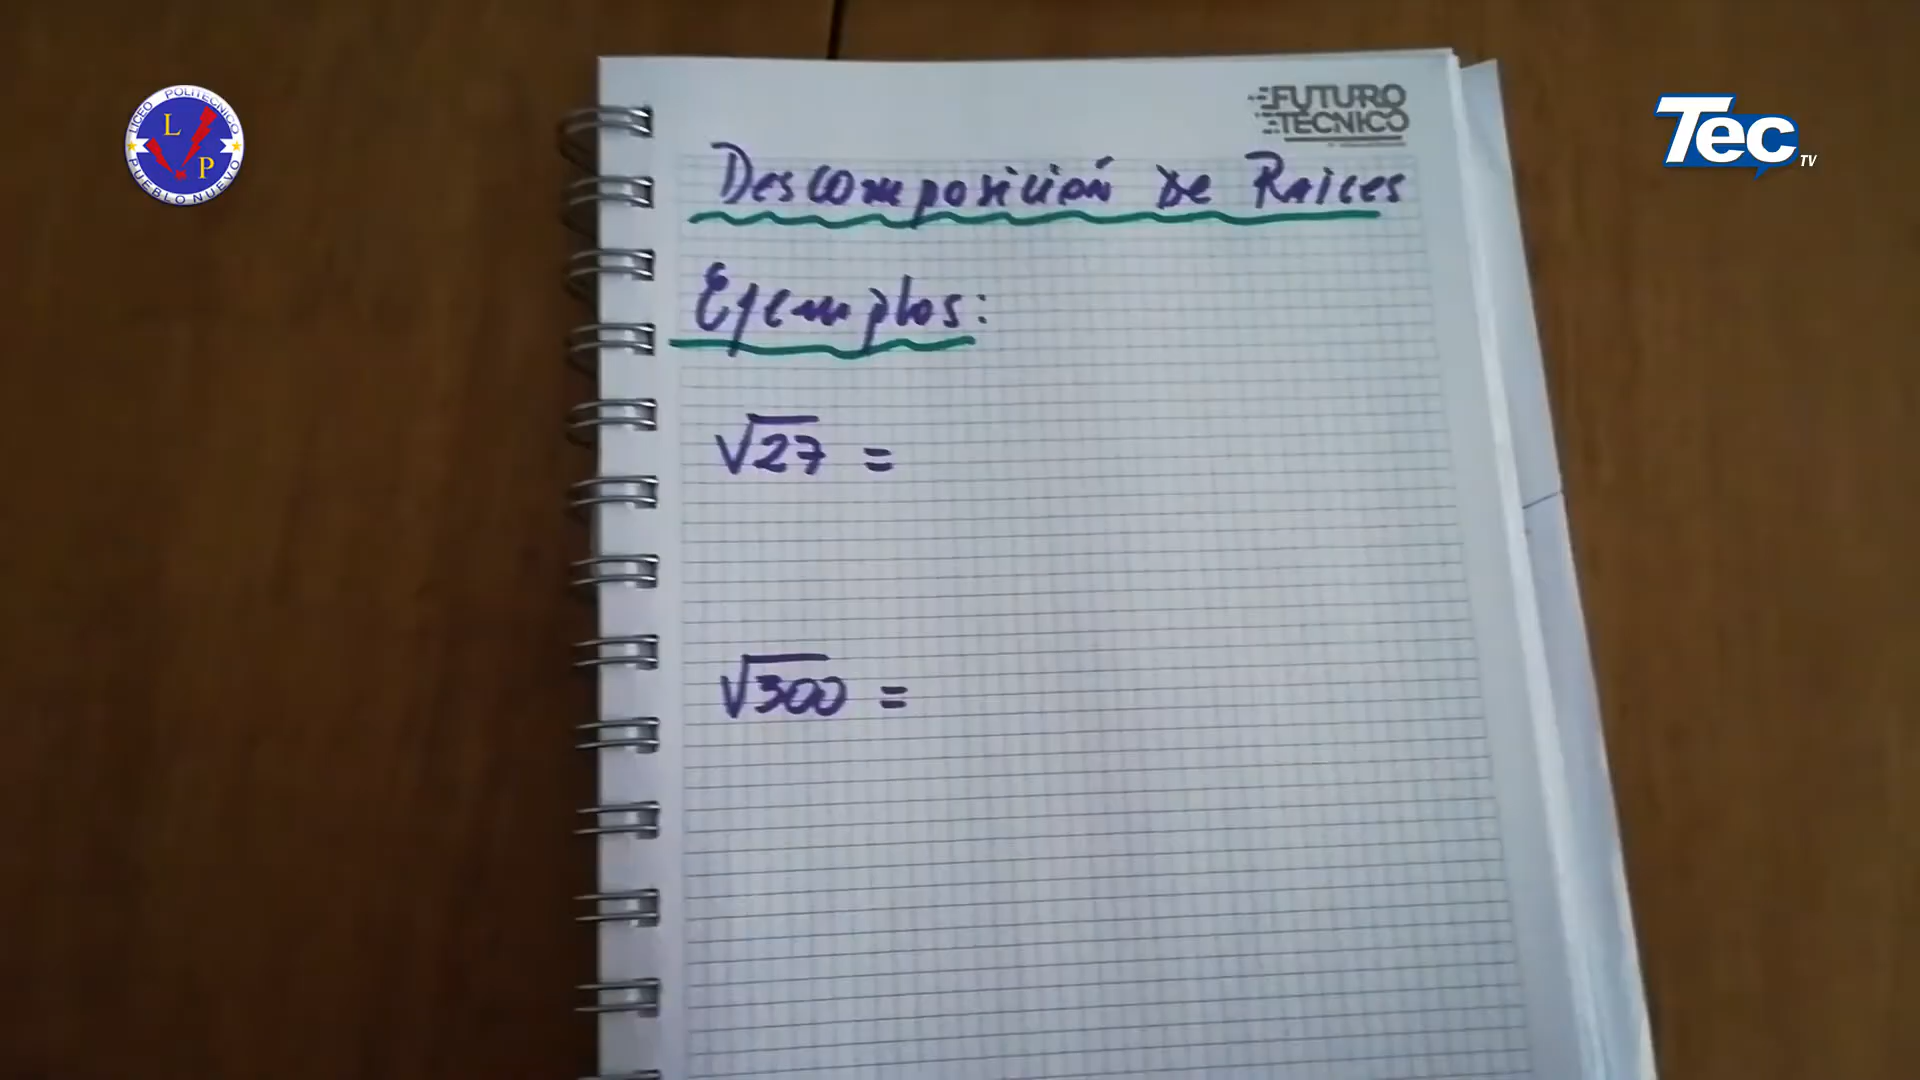 LICEO POLITECNICO
L P
PUEBLO NUEVO
FUTURO
TECNICO
Tec TV
Descomposición De Raices
Ejemplos:
√27 =
√300 =